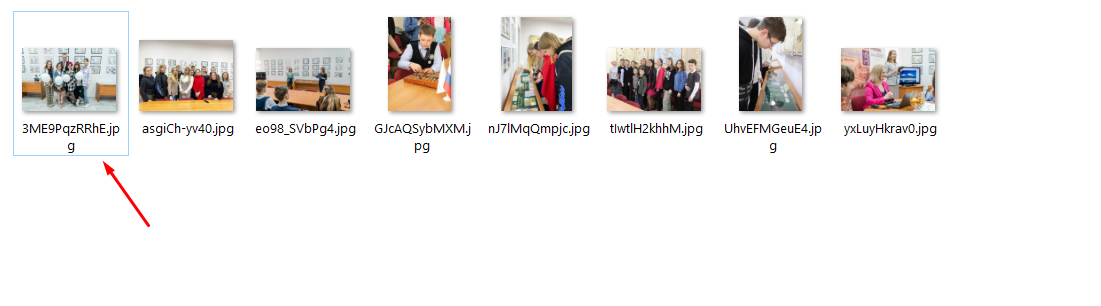 3ME9PqzRRhE.jp
g
asgiCh-yv40.jpg
eo98_SVbPg4.jpg
GJcAQSybMXM.j
pg
nJ7lMqQmpjc.jpg
tIwtlH2khhM.jpg
UhvEFMGeuE4.jp
g
yxLuyHkrav0.jpg